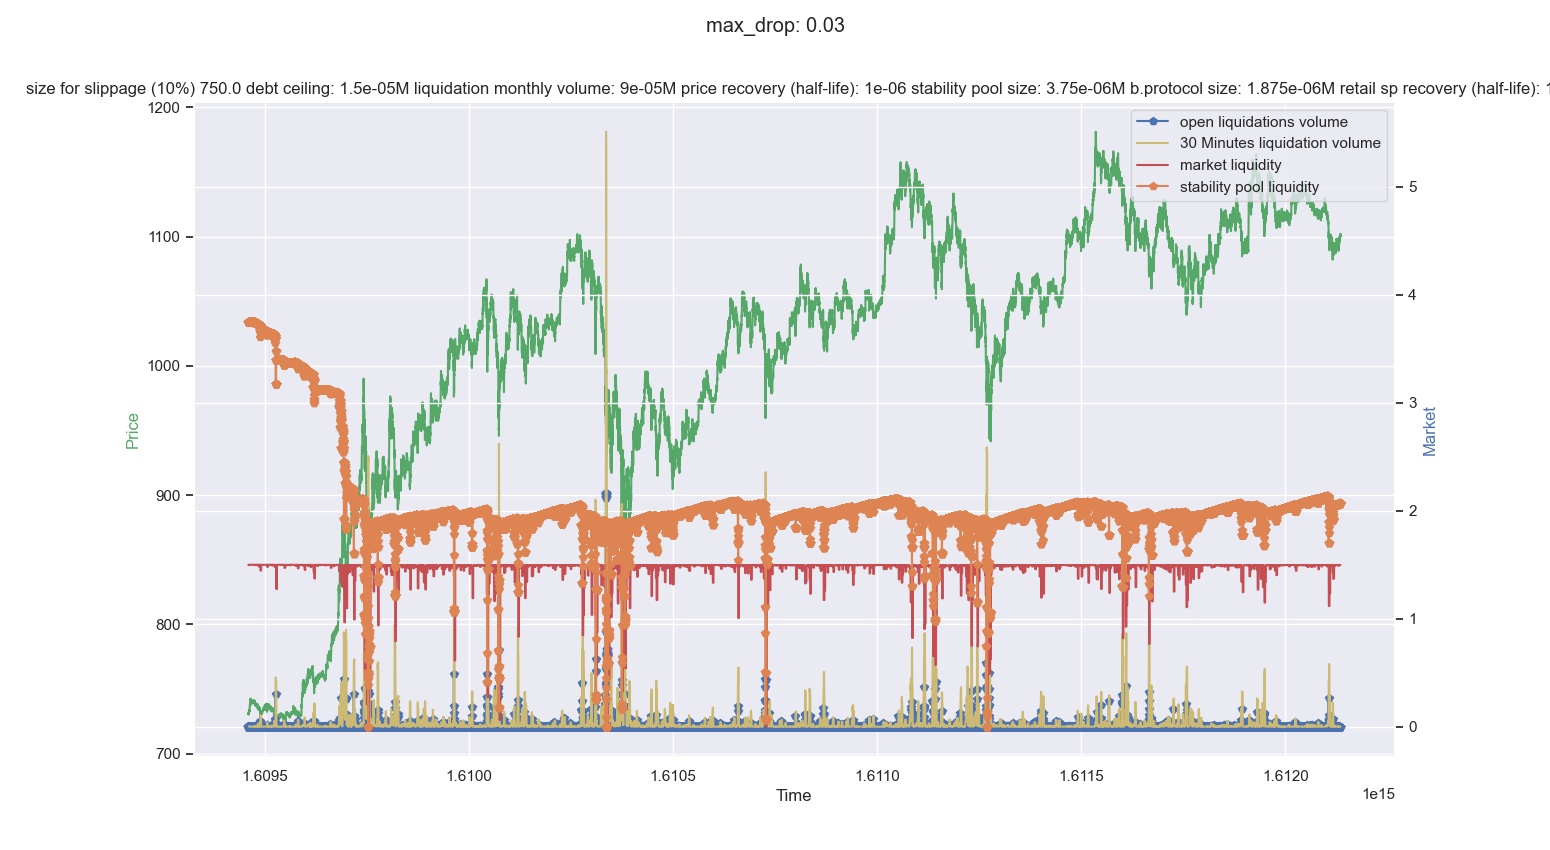 max_drop: 0.03
size for slippage (10%) 750.0 debt ceiling: 1.5e-05M liquidation monthly volume: 9e-05M price recovery (half-life): 1e-06 stability pool size: 3.75e-06M b.protocol size: 1.875e-06M retail sp recovery (half-life): 1
open liquidations volume
30 Minutes liquidation volume
market liquidity
stability pool liquidity
1200
1100
1000
900
800
700
Price
5
4
3
2
1
0
Market
1.6095 1.6100 1.6105 1.6110 1.6115 1.6120
1e15
Time